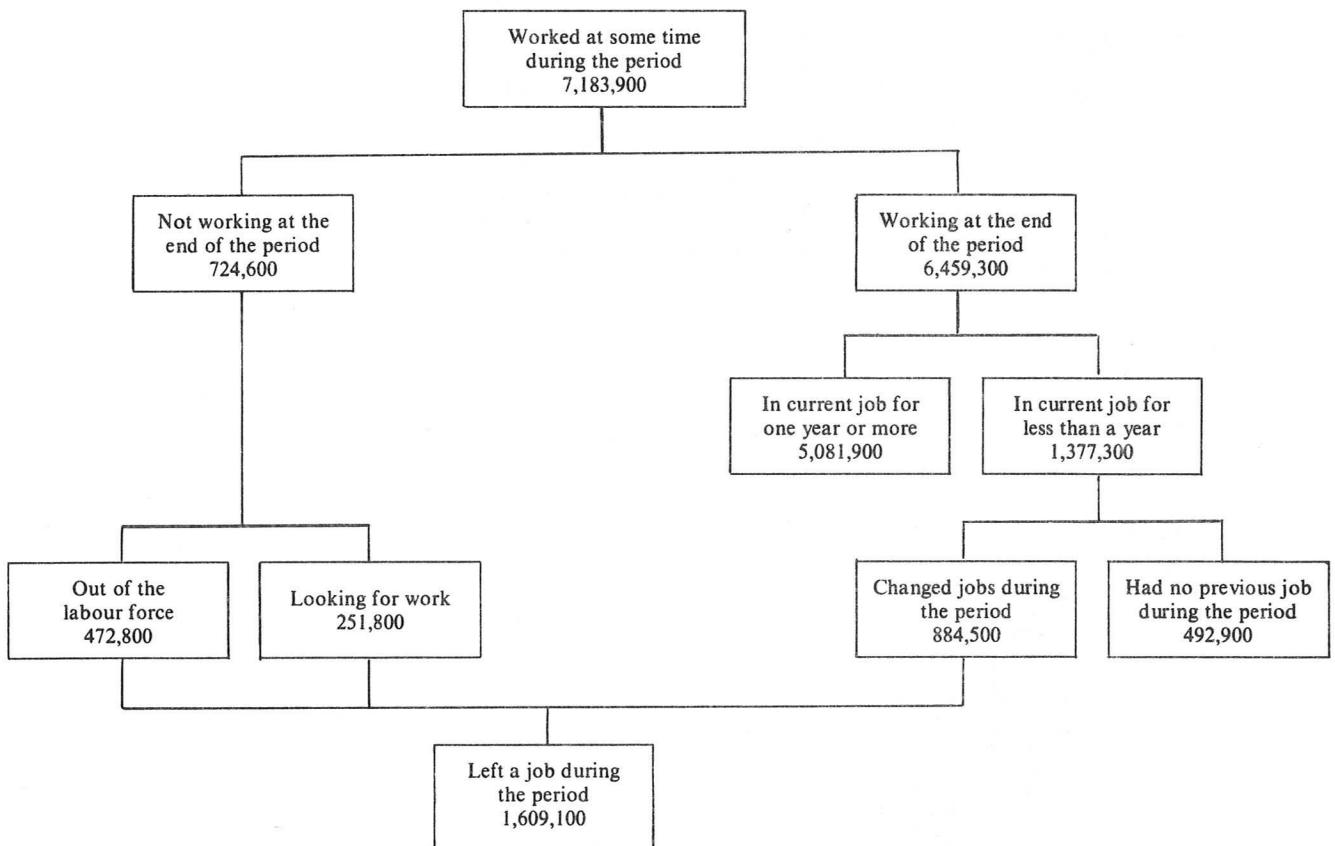 Worked at some time
during the period
7,183,900
Not working at the
end of the period
724,600
Working at the end
of the period
6,459,300
In current job for
one year or more
5,081,900
In current job for
less than a year
1,377,300
Out of the
labour force
472,800
Looking for work
251,800
Changed jobs during
the period
884,500
Had no previous job
during the period
492,900
Left a job during
the period
1,609,100